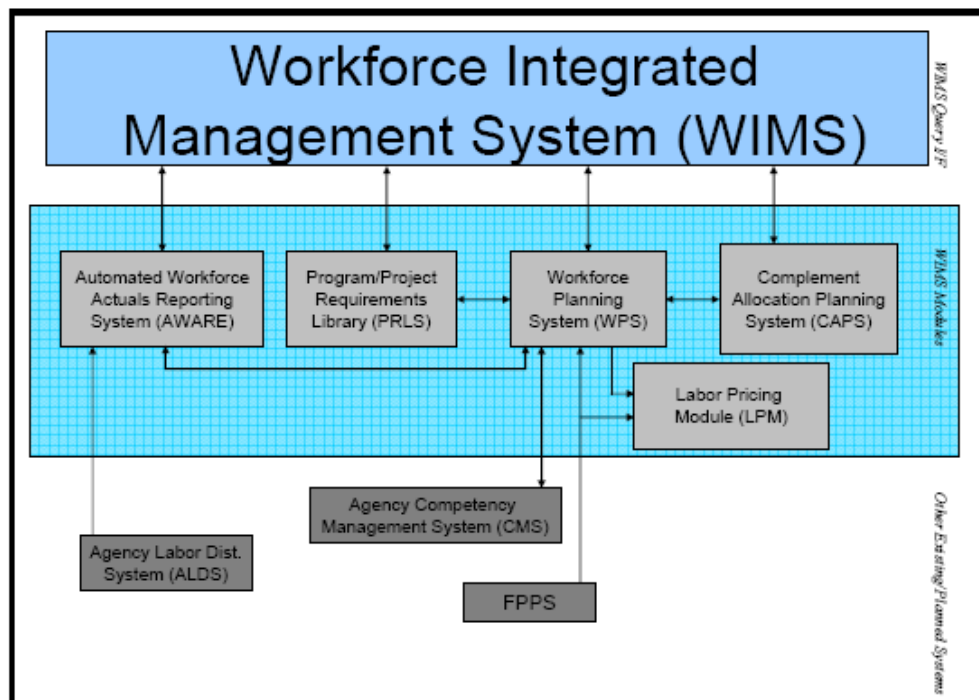 Workforce Integrated
Management System (WIMS)
WIMS Query I/F
Automated Workforce
Actuals Reporting
System (AWARE)
Program/Project
Requirements
Library (PRLS)
Workforce
Planning
System (WPS)
Complement
Allocation Planning
System (CAPS)
WIMS Modules
Labor Pricing
Module (LPM)
Agency Competency
Management System (CMS)
Agency Labor Dist.
System (ALDS)
FPPS
Other Existing/Planned Systems